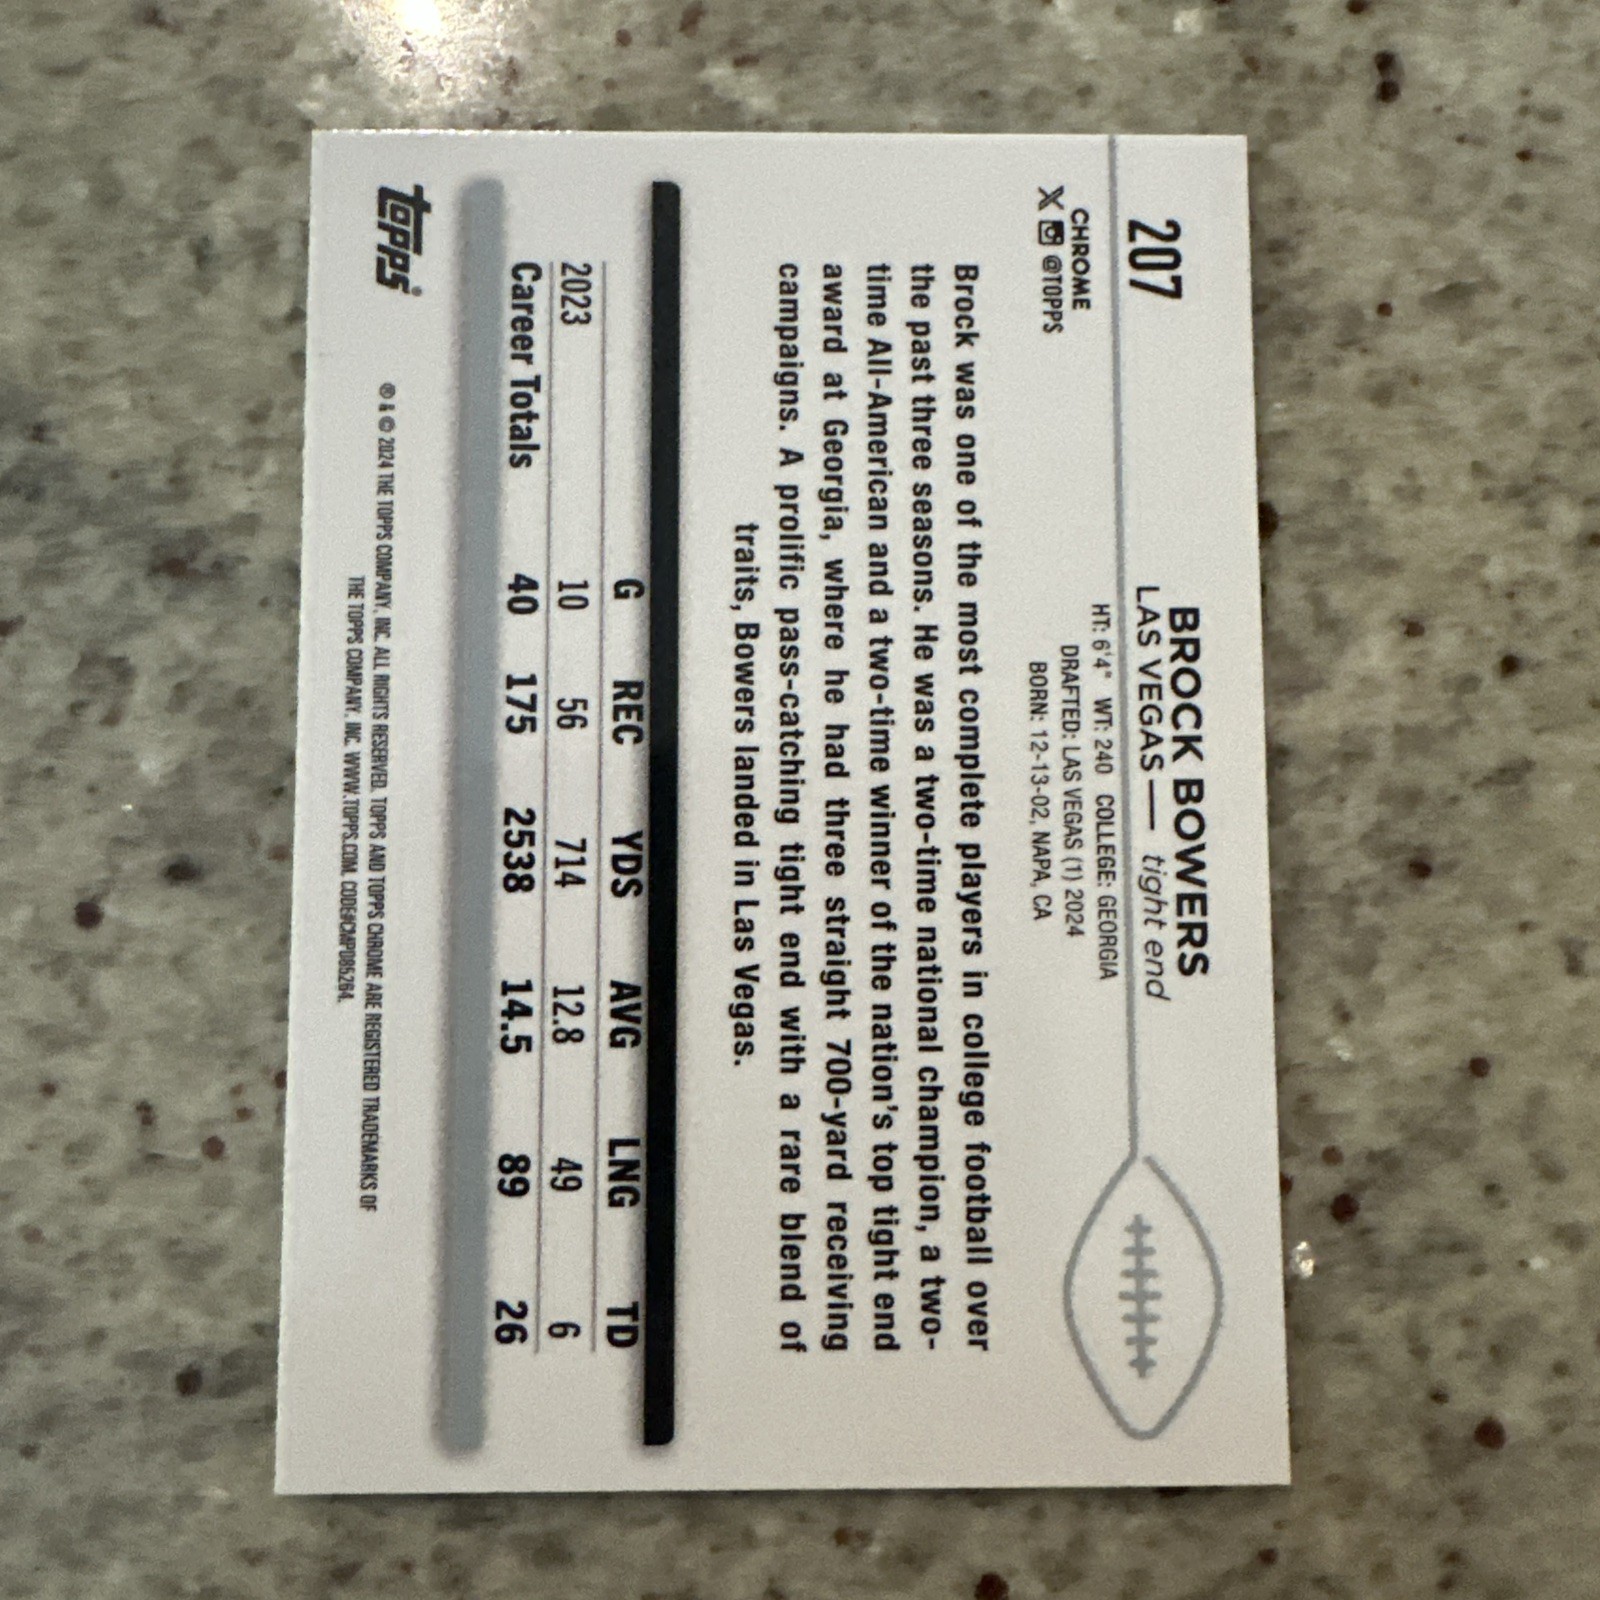 207
BROCK BOWERS
LAS VEGAS — tight end
CHROME
X @TOPPS
HT: 6'4" WT: 240 COLLEGE: GEORGIA
DRAFTED: LAS VEGAS (1) 2024
BORN: 12-13-02, NAPA, CA
Brock was one of the most complete players in college football over
the past three seasons. He was a two-time national champion, a two-
time All-American and a two-time winner of the nation's top tight end
award at Georgia, where he had three straight 700-yard receiving
campaigns. A prolific pass-catching tight end with a rare blend of
traits, Bowers landed in Las Vegas.
G REC YDS AVG LNG TD
2023 10 56 714 12.8 49 6
Career Totals 40 175 2538 14.5 89 26
topps®
® & © 2024 THE TOPPS COMPANY, INC. ALL RIGHTS RESERVED. TOPPS AND TOPPS CHROME ARE REGISTERED TRADEMARKS OF
THE TOPPS COMPANY, INC. WWW.TOPPS.COM. CODE#CMP086264.